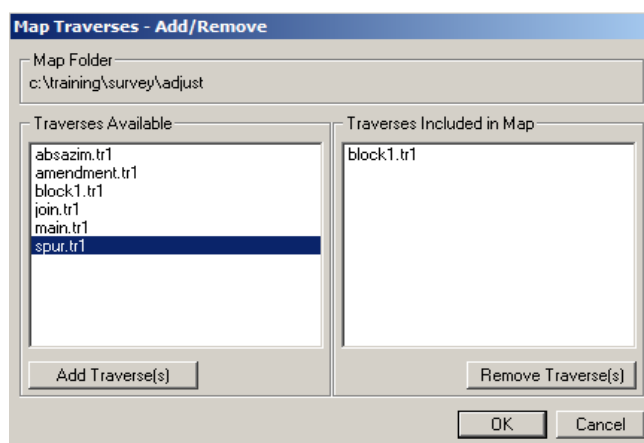 Map Traverses - Add/Remove
Map Folder
c:\training\survey\adjust
Traverses Available
absazim.tr1
amendment.tr1
block1.tr1
join.tr1
main.tr1
spur.tr1
Add Traverse(s)
Traverses Included in Map
block1.tr1
Remove Traverse(s)
OK
Cancel